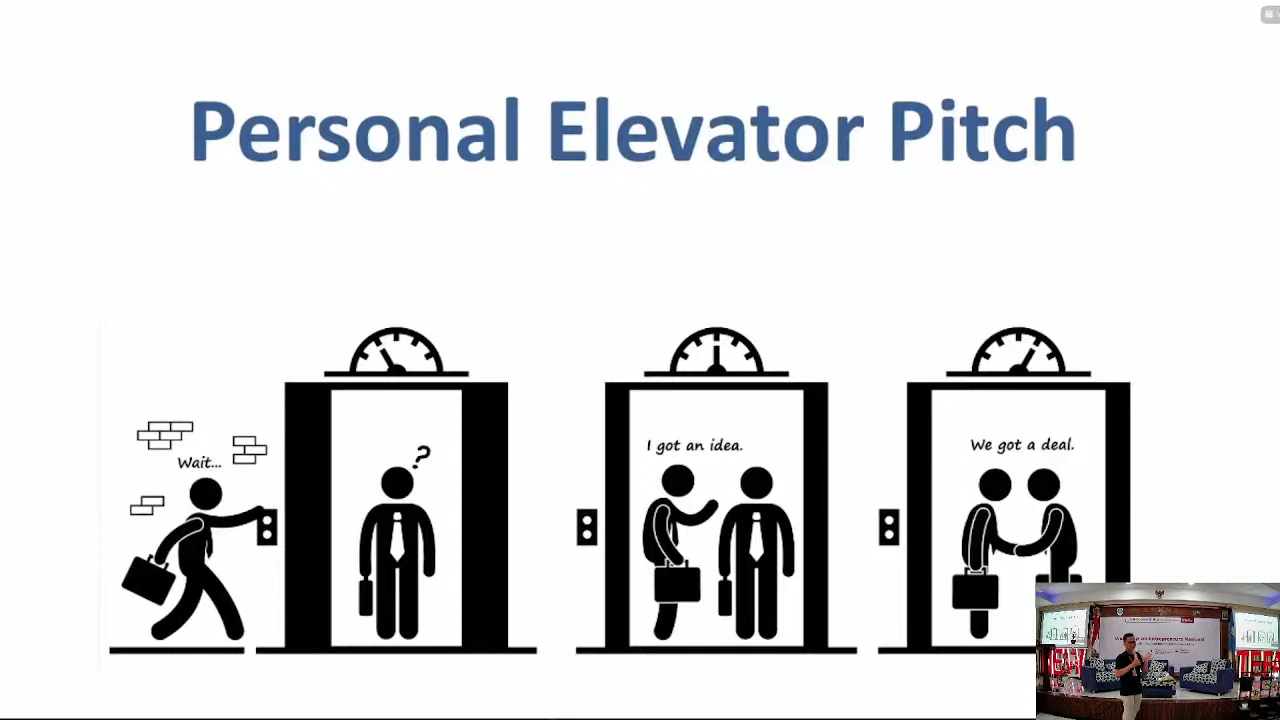 Personal Elevator Pitch
Wait...
?
I got an idea.
We got a deal.